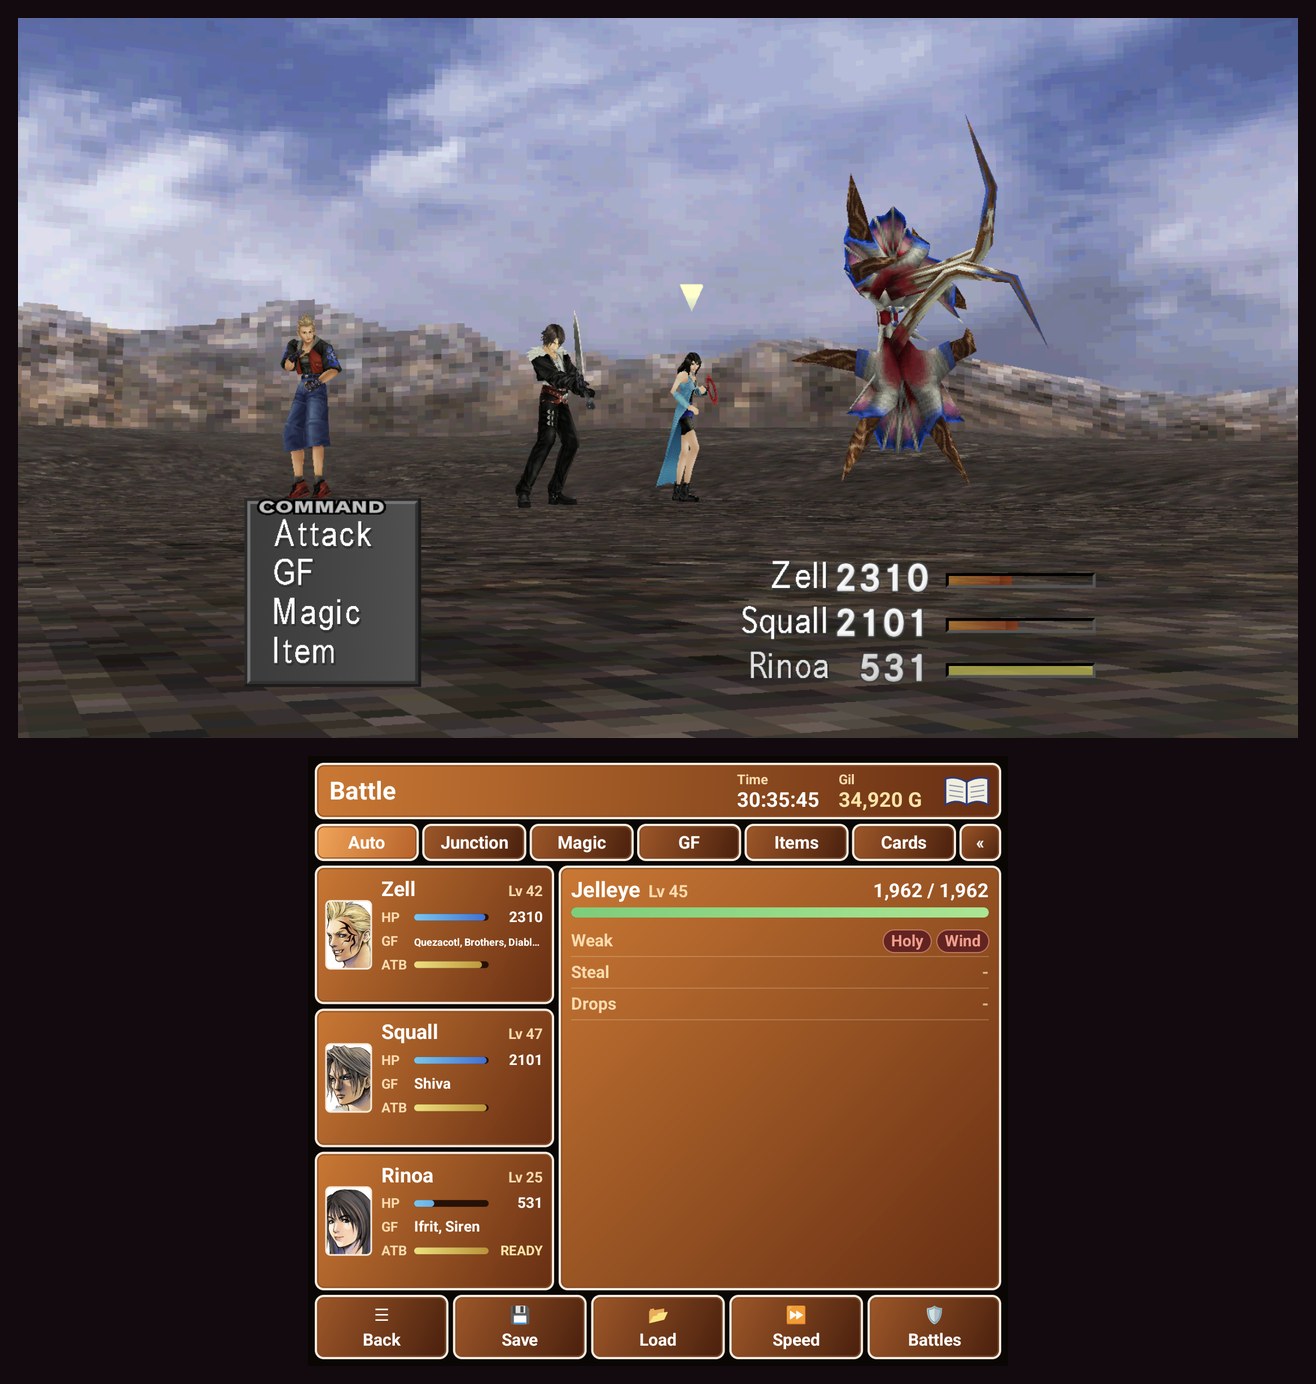 COMMAND
Attack
GF
Magic
Item
Zell 2310
Squall 2101
Rinoa 531
Battle
Time
30:35:45
Gil
34,920 G
Auto
Junction
Magic
GF
Items
Cards
«
Zell Lv 42
HP 2310
GF Quezacotl, Brothers, Diabl...
ATB
Squall Lv 47
HP 2101
GF Shiva
ATB
Rinoa Lv 25
HP 531
GF Ifrit, Siren
ATB READY
Jelleye Lv 45 1,962 / 1,962
Weak Holy Wind
Steal -
Drops -
Back
Save
Load
Speed
Battles